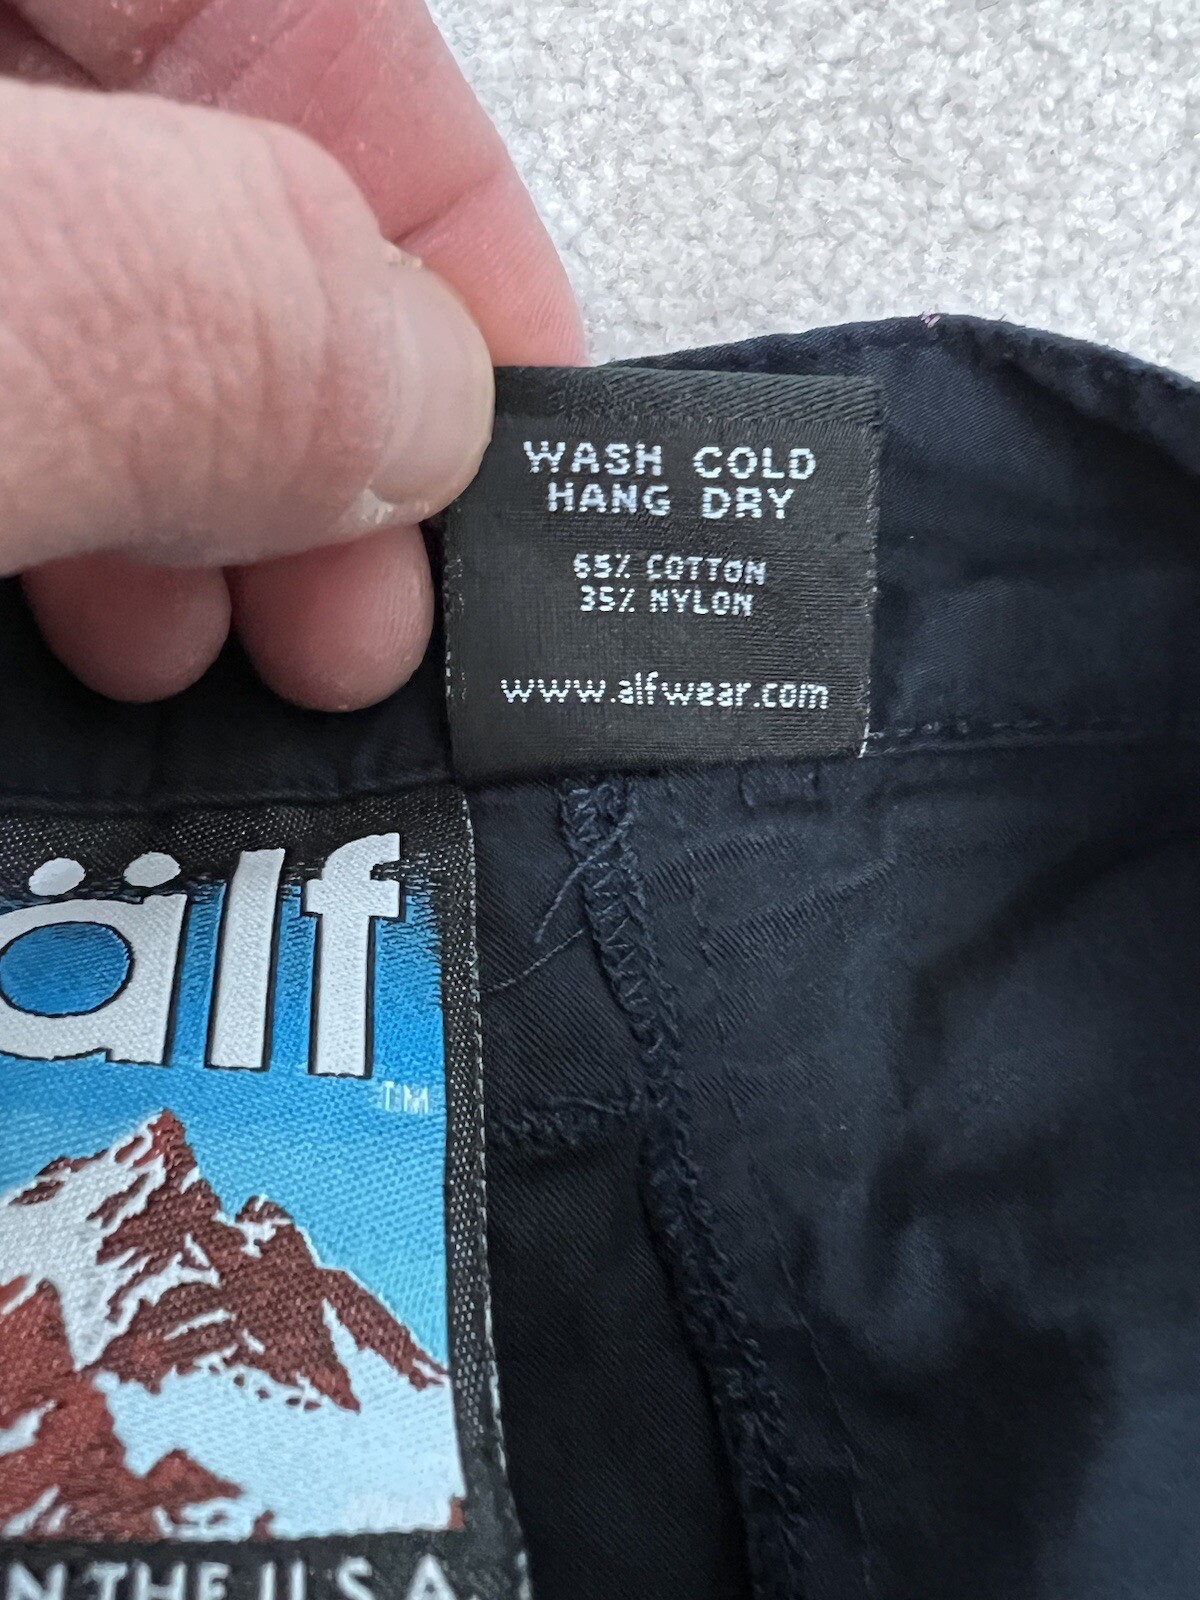 WASH COLD
HANG DRY
65% COTTON
35% NYLON
www.alfwear.com
älf
TM
N THE U.S.A.